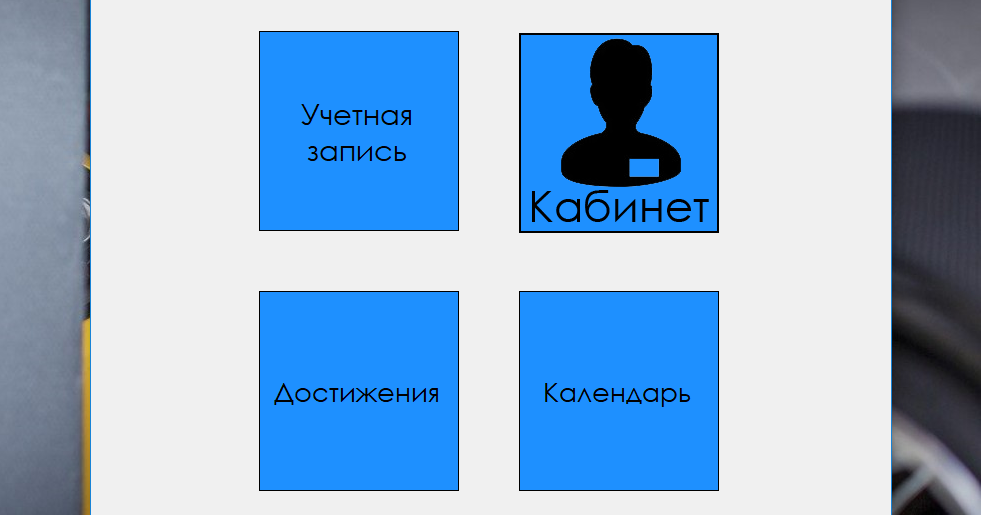 Учетная
запись
Кабинет
Достижения
Календарь